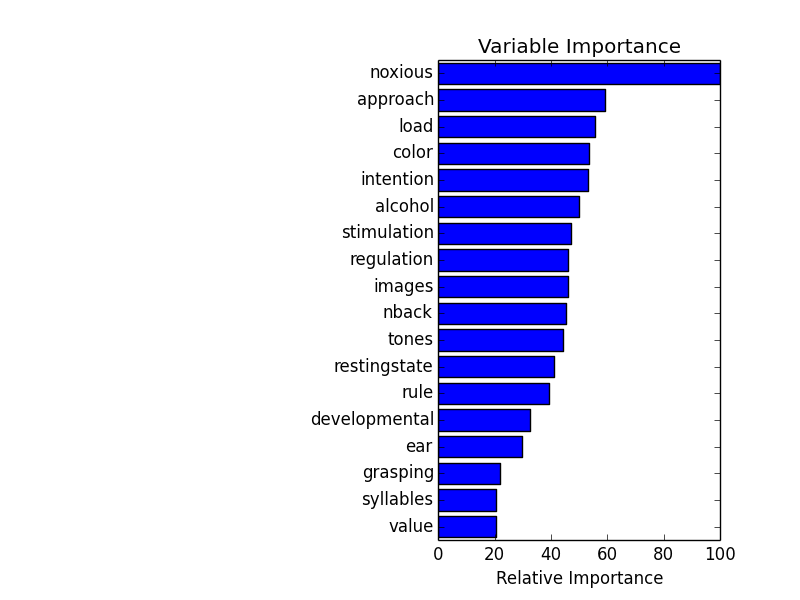 Variable Importance
noxious
approach
load
color
intention
alcohol
stimulation
regulation
images
nback
tones
restingstate
rule
developmental
ear
grasping
syllables
value
0 20 40 60 80 100
Relative Importance